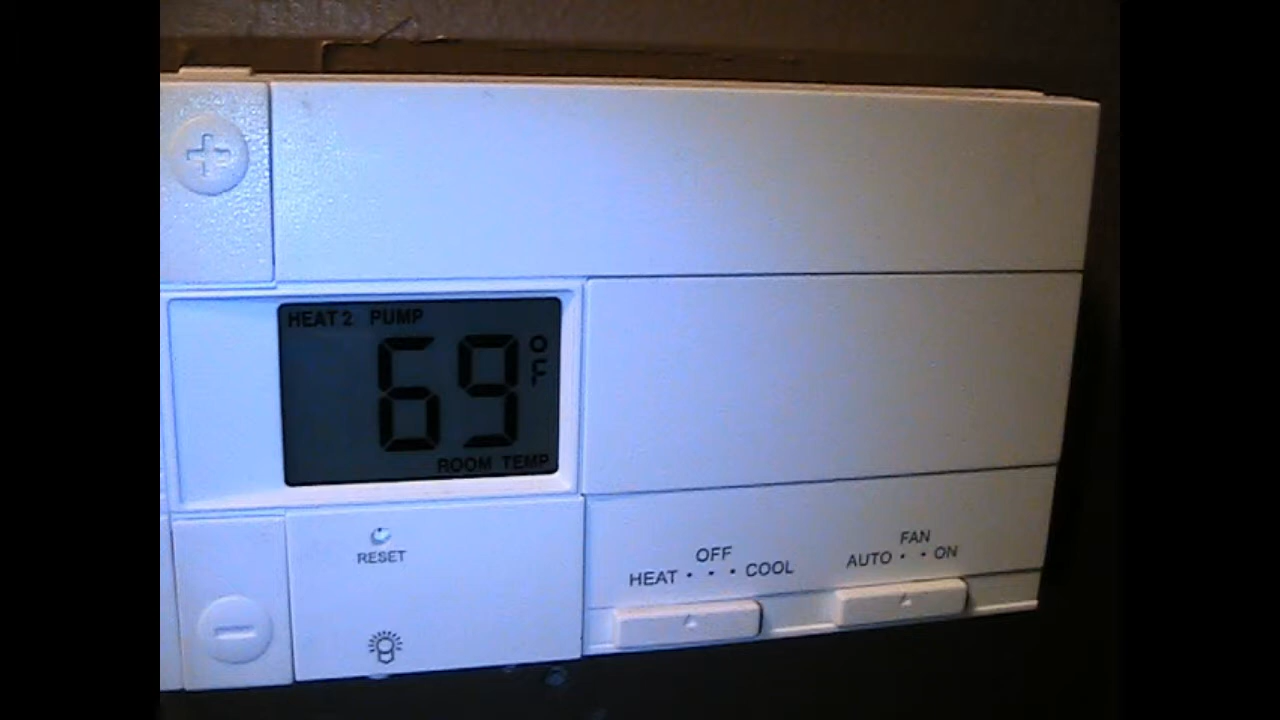 HEAT 2 PUMP
69°F
ROOM TEMP
RESET
OFF
HEAT • • • COOL
FAN
AUTO • • ON